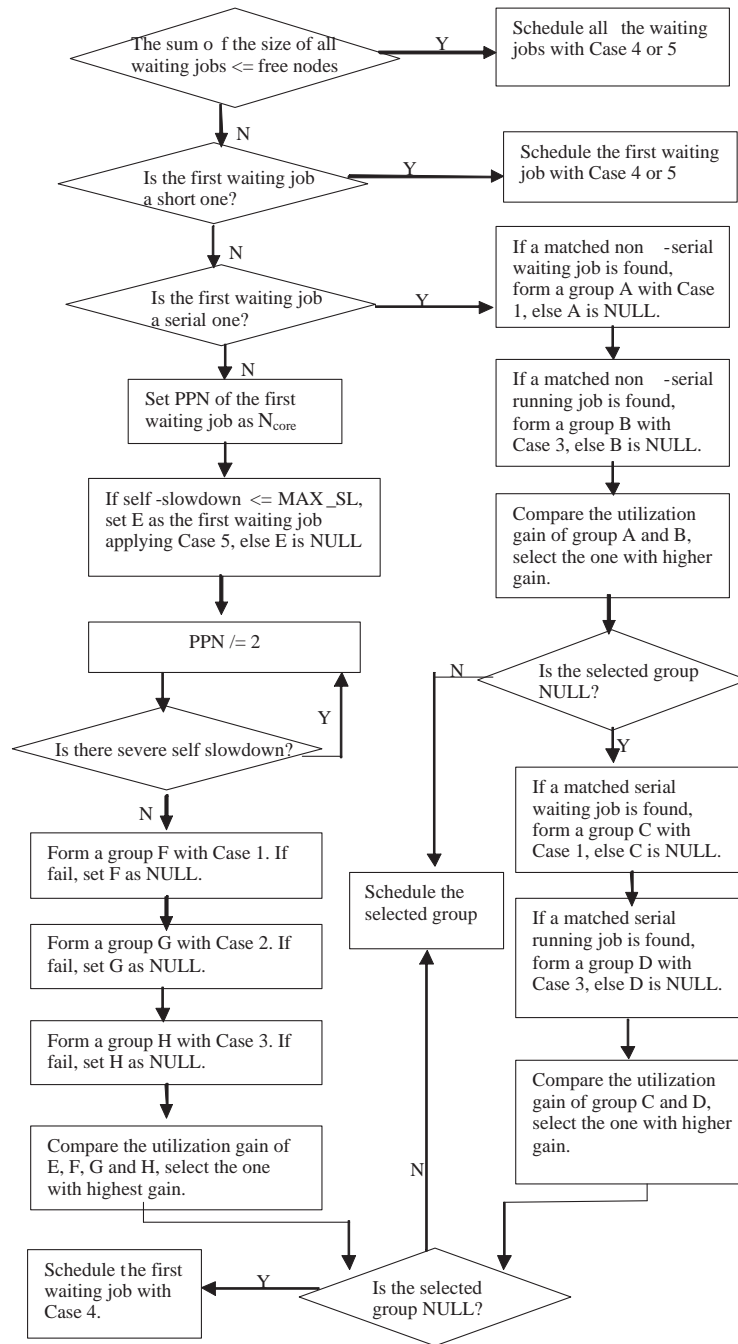 The sum o f the size of all
waiting jobs <= free nodes
Y
Schedule all the waiting
jobs with Case 4 or 5
N
Is the first waiting job
a short one?
Y
Schedule the first waiting
job with Case 4 or 5
N
Is the first waiting job
a serial one?
Y
If a matched non -serial
waiting job is found,
form a group A with Case
1, else A is NULL.
N
Set PPN of the first
waiting job as Ncore
If a matched non -serial
running job is found,
form a group B with
Case 3, else B is NULL.
If self -slowdown <= MAX_SL,
set E as the first waiting job
applying Case 5, else E is NULL
Compare the utilization
gain of group A and B,
select the one with higher
gain.
PPN /= 2
N
Is the selected group
NULL?
Y
Is there severe self slowdown?
Y
N
If a matched serial
waiting job is found,
form a group C with
Case 1, else C is NULL.
Form a group F with Case 1. If
fail, set F as NULL.
Schedule the
selected group
If a matched serial
running job is found,
form a group D with
Case 3, else D is NULL.
Form a group G with Case 2. If
fail, set G as NULL.
Form a group H with Case 3. If
fail, set H as NULL.
Compare the utilization
gain of group C and D,
select the one with higher
gain.
Compare the utilization gain of
E, F, G and H, select the one
with highest gain.
N
Schedule the first
waiting job with
Case 4.
Y
Is the selected
group NULL?